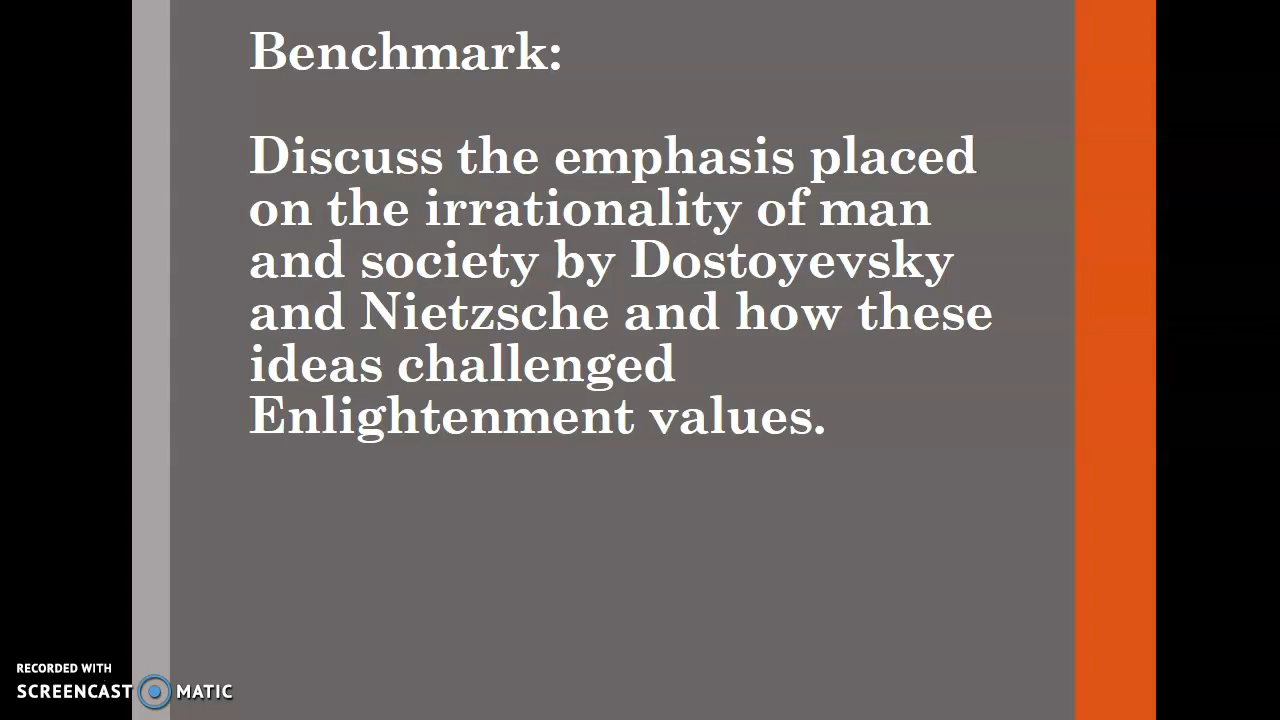 Benchmark:
Discuss the emphasis placed
on the irrationality of man
and society by Dostoyevsky
and Nietzsche and how these
ideas challenged
Enlightenment values.
RECORDED WITH
SCREENCAST MATIC